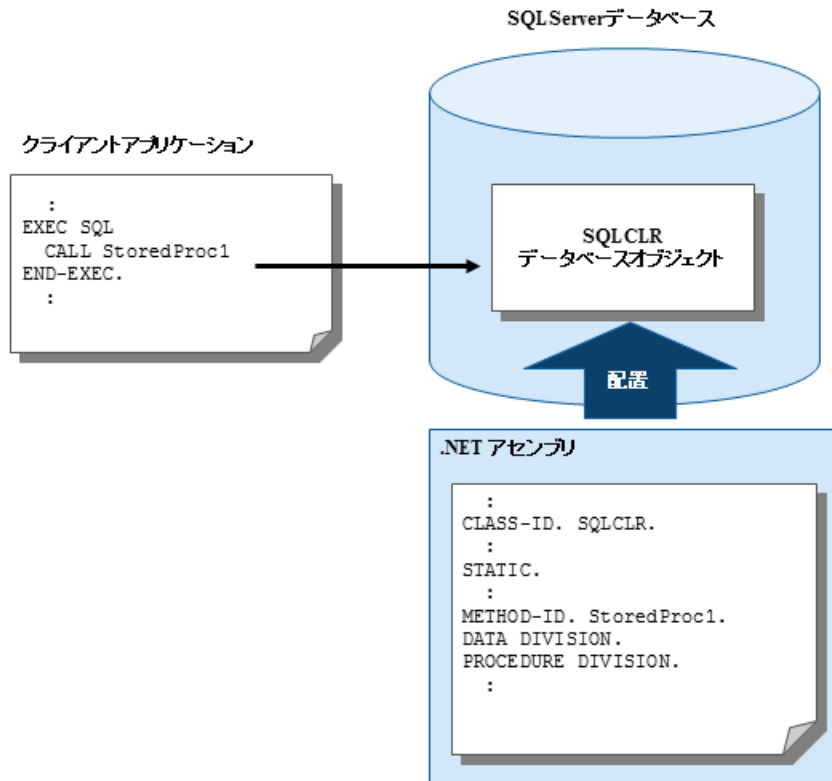 SQL Serverデータベース
クライアントアプリケーション
:
EXEC SQL
CALL StoredProc1
END-EXEC.
:
SQLCLR
データベースオブジェクト
配置
.NET アセンブリ
:
CLASS-ID. SQLCLR.
:
STATIC.
:
METHOD-ID. StoredProc1.
DATA DIVISION.
PROCEDURE DIVISION.
: